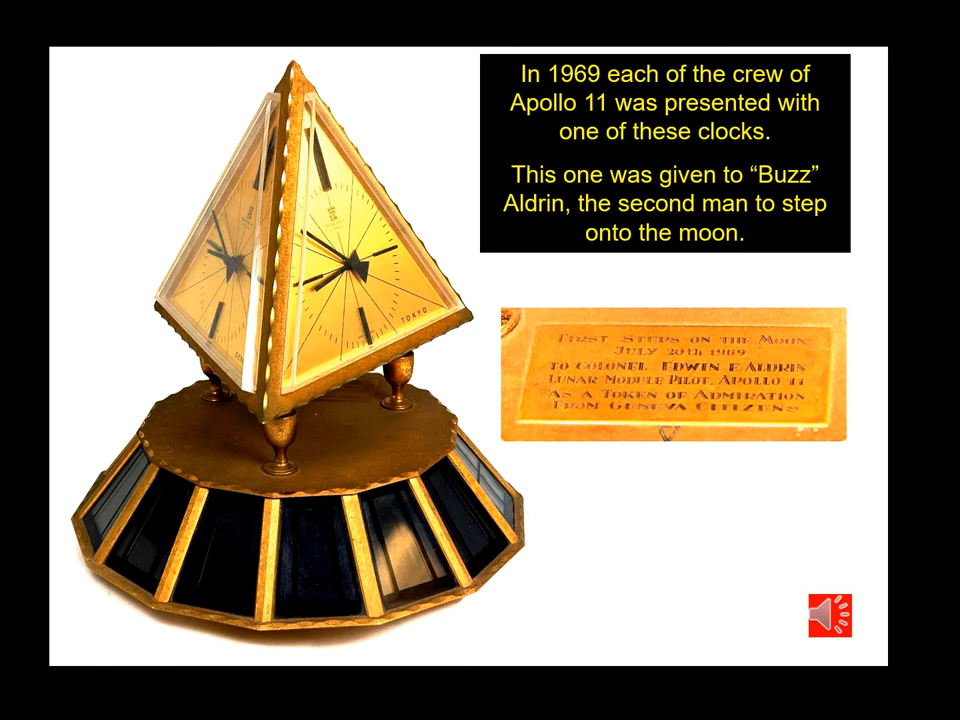 In 1969 each of the crew of
Apollo 11 was presented with
one of these clocks.
This one was given to “Buzz”
Aldrin, the second man to step
onto the moon.
TOKYO
GEN
FIRST STEPS ON THE MOON
JULY 20TH 1969
TO COLONEL EDWIN E. ALDRIN
LUNAR MODULE PILOT, APOLLO 11
AS A TOKEN OF ADMIRATION
FROM GENEVA CITIZENS